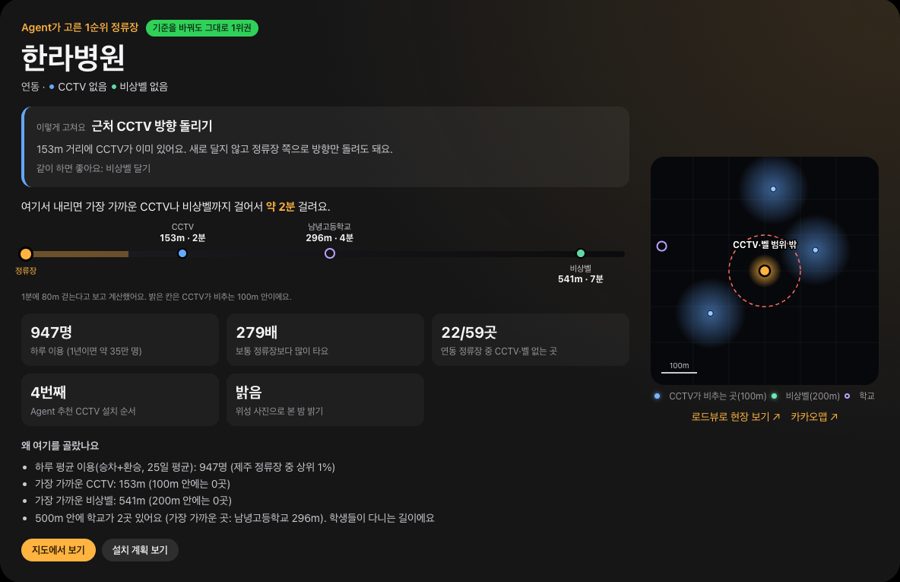 Agent가 고른 1순위 정류장 기준을 바꿔도 그대로 1위권
한라병원
연동 · CCTV 없음 비상벨 없음
이렇게 고쳐요 근처 CCTV 방향 돌리기
153m 거리에 CCTV가 이미 있어요. 새로 달지 않고 정류장 쪽으로 방향만 돌려도 돼요.
같이 하면 좋아요: 비상벨 달기
여기서 내리면 가장 가까운 CCTV나 비상벨까지 걸어서 약 2분 걸려요.
CCTV
153m · 2분
남녕고등학교
296m · 4분
정류장
비상벨
541m · 7분
1분에 80m 걷는다고 보고 계산했어요. 밝은 칸은 CCTV가 비추는 100m 안이에요.
947명
하루 이용 (1년이면 약 35만 명)
279배
보통 정류장보다 많이 타요
22/59곳
연동 정류장 중 CCTV·벨 없는 곳
4번째
Agent 추천 CCTV 설치 순서
밝음
위성 사진으로 본 밤 밝기
왜 여기를 골랐나요
하루 평균 이용(승차+환승, 25일 평균): 947명 (제주 정류장 중 상위 1%)
가장 가까운 CCTV: 153m (100m 안에는 0곳)
가장 가까운 비상벨: 541m (200m 안에는 0곳)
500m 안에 학교가 2곳 있어요 (가장 가까운 곳: 남녕고등학교 296m). 학생들이 다니는 길이에요
지도에서 보기 설치 계획 보기
CCTV·벨 범위 밖
100m
CCTV가 비추는 곳(100m) 비상벨(200m) 학교
로드뷰로 현장 보기 ↗ 카카오맵 ↗